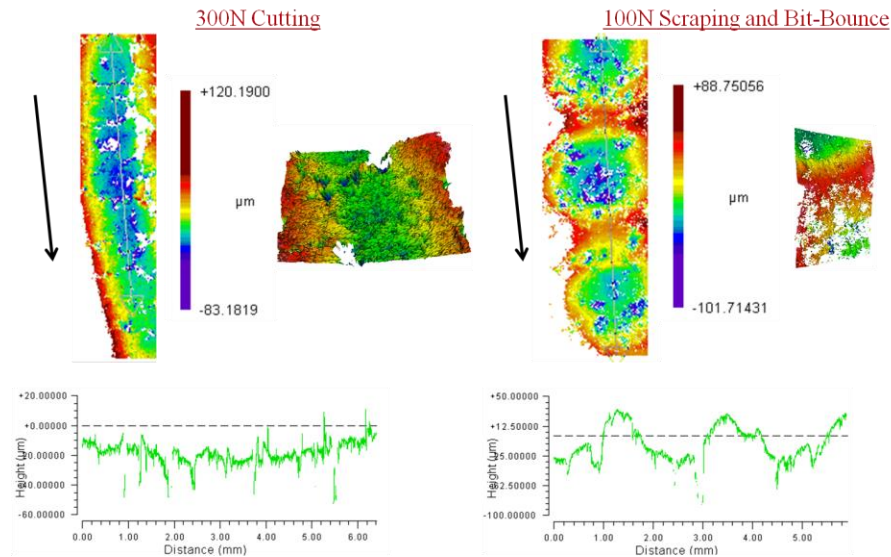 300N Cutting
100N Scraping and Bit-Bounce
+120.1900
µm
-83.1819
+88.75056
µm
-101.71431
+20.00000
+0.00000
-60.00000
Height (µm)
0.00 1.00 2.00 3.00 4.00 5.00 6.00
Distance (mm)
+50.00000
+12.50000
62.50000
-100.00000
Height (µm)
0.00 1.00 2.00 3.00 4.00 5.00
Distance (mm)